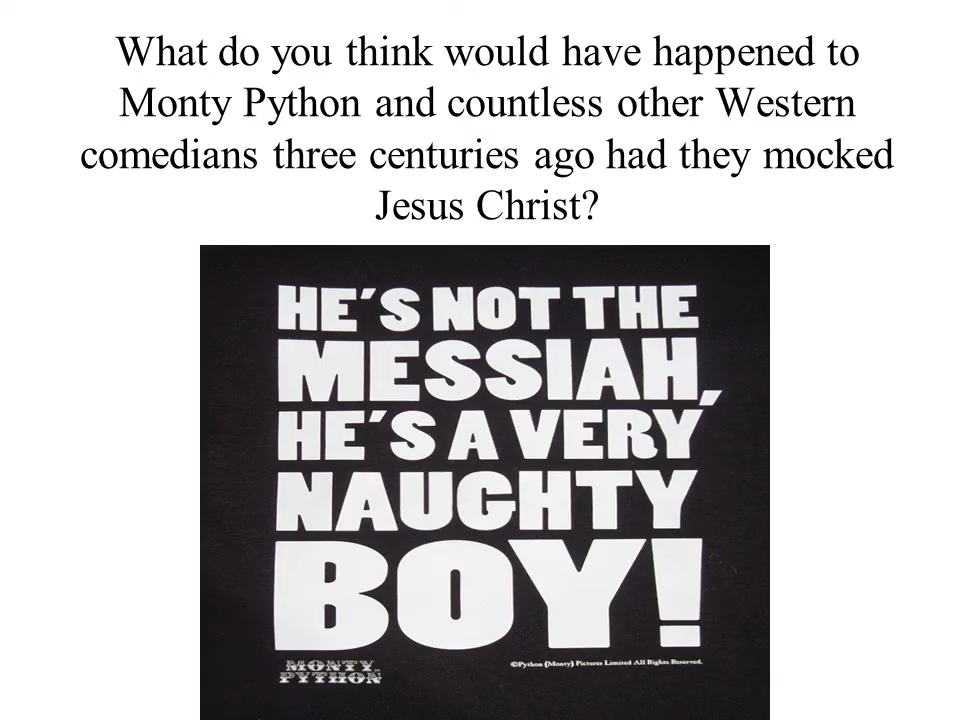 What do you think would have happened to
Monty Python and countless other Western
comedians three centuries ago had they mocked
Jesus Christ?
HE'S NOT THE
MESSIAH,
HE'S A VERY
NAUGHTY
BOY!
MONTY
PYTHON
©Python (Monty) Pictures Limited All Rights Reserved.